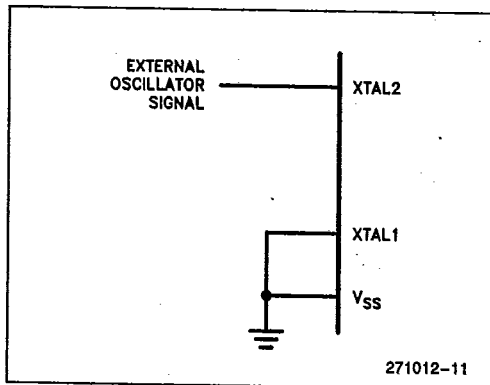 EXTERNAL
OSCILLATOR
SIGNAL
XTAL2
XTAL1
VSS
271012-11